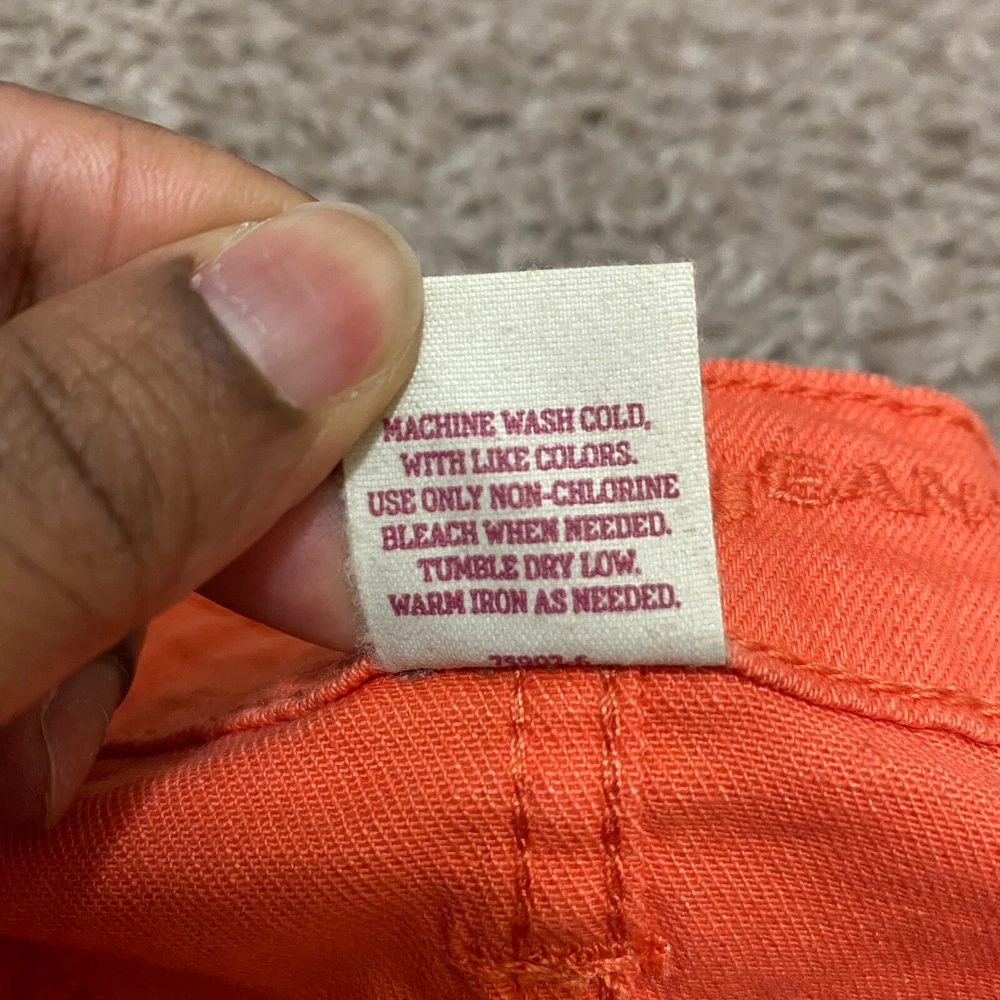 MACHINE WASH COLD,
WITH LIKE COLORS.
USE ONLY NON-CHLORINE
BLEACH WHEN NEEDED.
TUMBLE DRY LOW.
WARM IRON AS NEEDED.